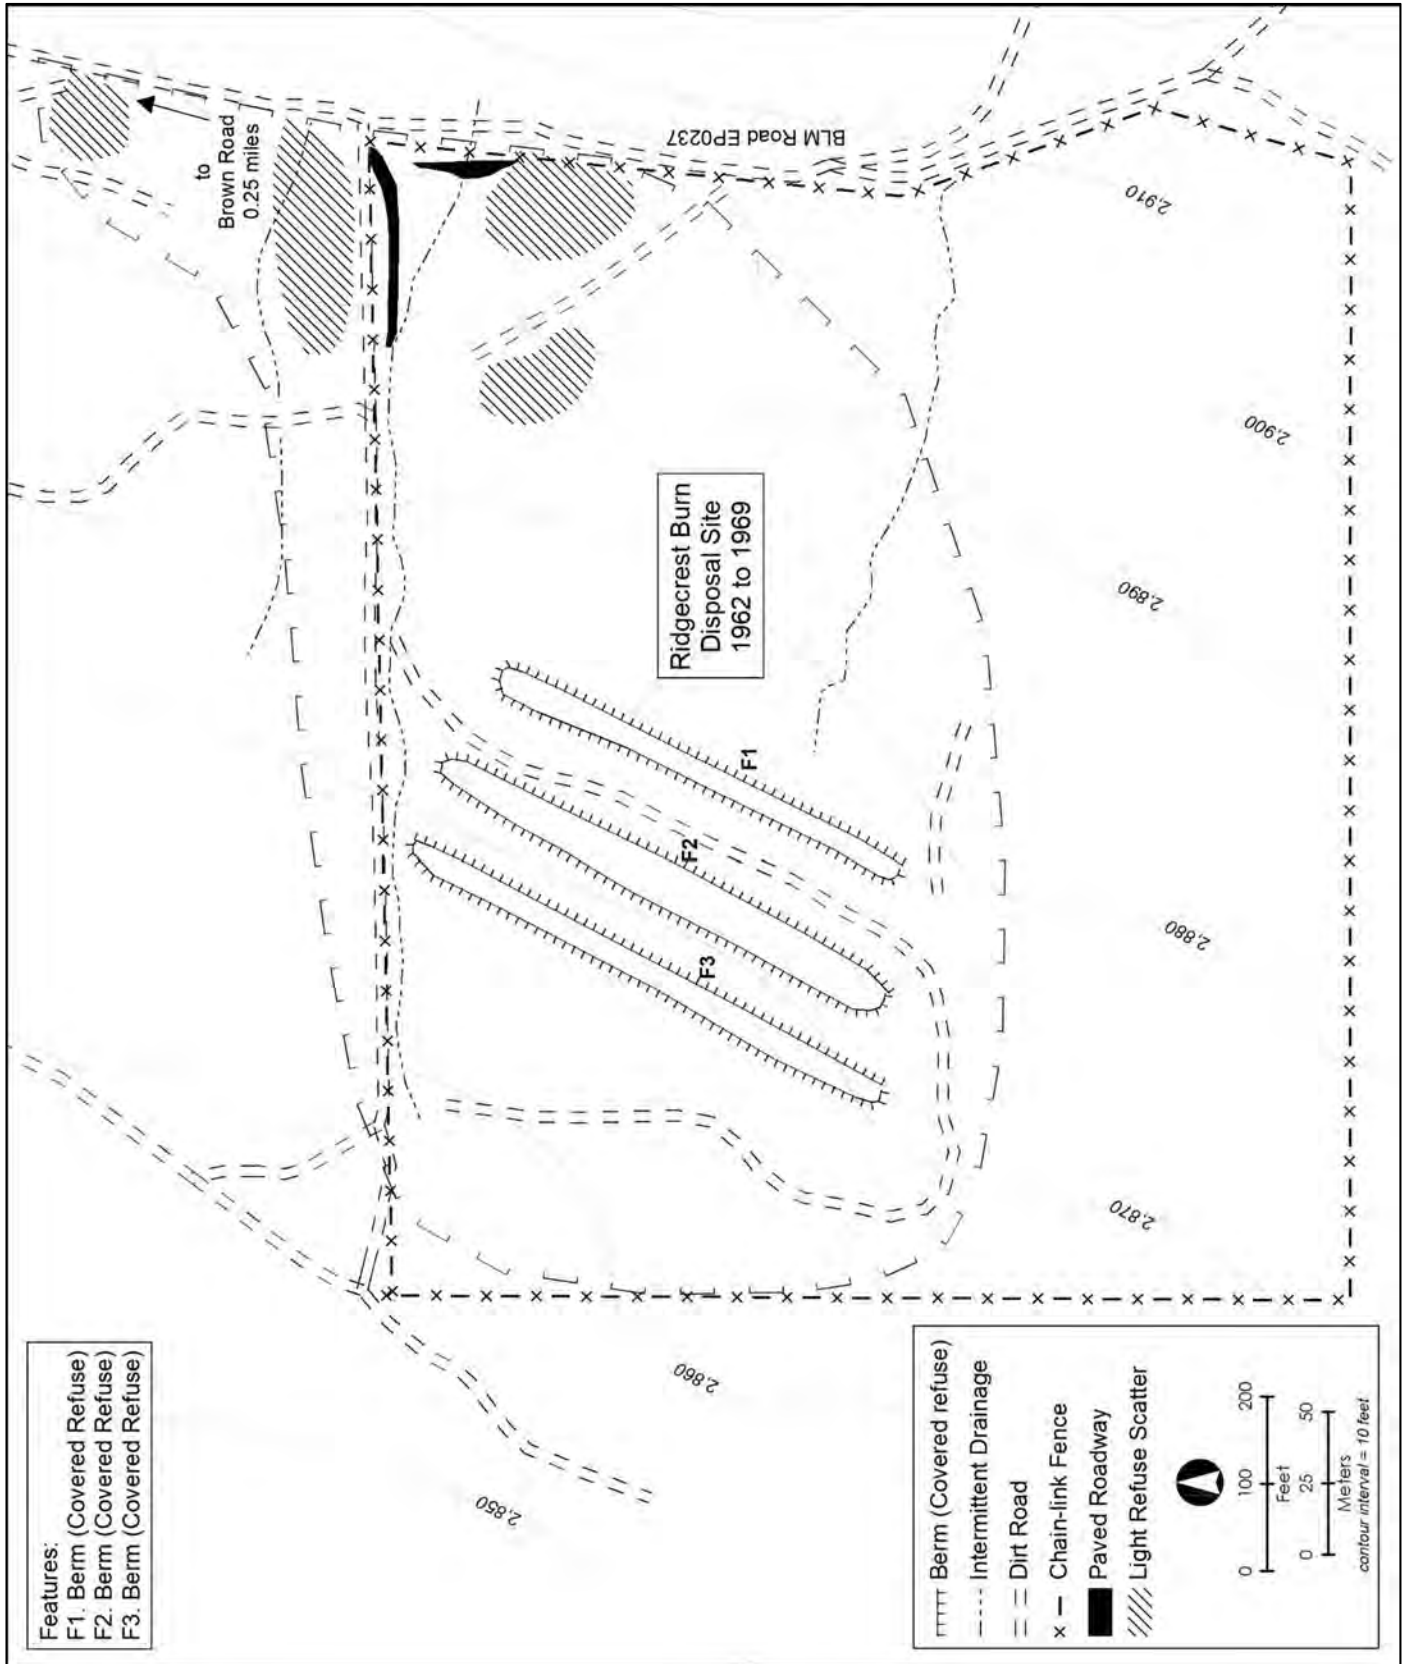 Features:
F1. Berm (Covered Refuse)
F2. Berm (Covered Refuse)
F3. Berm (Covered Refuse)
to
Brown Road
0.25 miles
BLM Road EP0237
Ridgecrest Burn
Disposal Site
1962 to 1969
F1
F2
F3
2,910
2,900
2,890
2,880
2,870
2,860
2,850
Berm (Covered refuse)
Intermittent Drainage
Dirt Road
Chain-link Fence
Paved Roadway
Light Refuse Scatter
0 100 200
Feet
0 25 50
Meters
contour interval = 10 feet